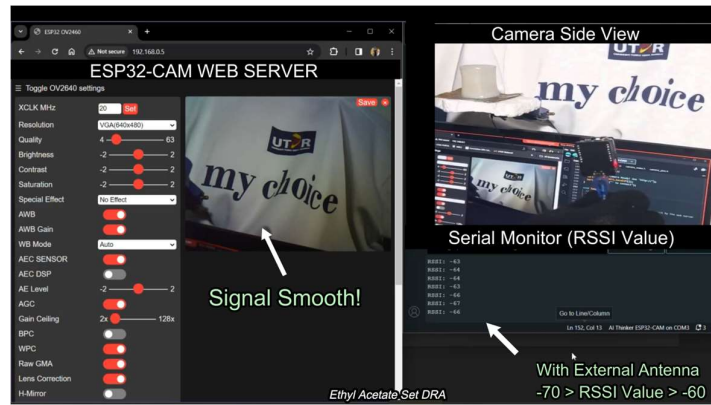 ESP32 OV2460
Not secure 192.168.0.5
ESP32-CAM WEB SERVER
Toggle OV2640 settings
XCLK MHz
20
Set
Resolution
VGA(640x480)
Quality
4
63
Brightness
-2
2
Contrast
-2
2
Saturation
-2
2
Special Effect
No Effect
AWB
AWB Gain
WB Mode
Auto
AEC SENSOR
AEC DSP
AE Level
-2
2
AGC
Gain Ceiling
2x
128x
BPC
WPC
Raw GMA
Lens Correction
H-Mirror
Save
UTAR
my choice
Signal Smooth!
Ethyl Acetate Set DRA
Camera Side View
my choice
Serial Monitor (RSSI Value)
RSSI: -63
RSSI: -64
RSSI: -64
RSSI: -63
RSSI: -66
RSSI: -67
RSSI: -66
Go to Line/Column
Ln 152, Col 13 AI Thinker ESP32-CAM on COM3 3
With External Antenna
-70 > RSSI Value > -60